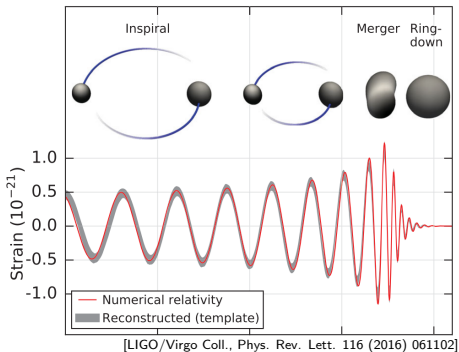 Inspiral
Merger Ring-
down
Strain (10⁻²¹)
1.0
0.5
0.0
-0.5
-1.0
Numerical relativity
Reconstructed (template)
[LIGO/Virgo Coll., Phys. Rev. Lett. 116 (2016) 061102]